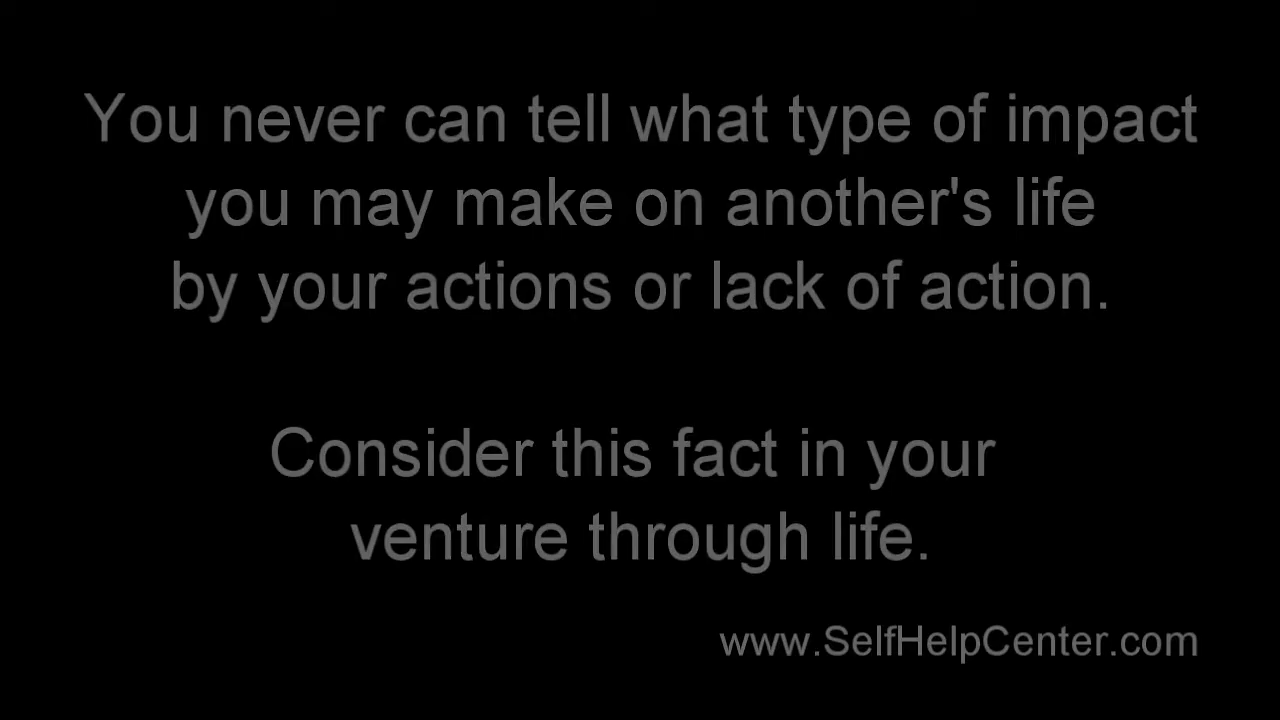 You never can tell what type of impact
you may make on another's life
by your actions or lack of action.
Consider this fact in your
venture through life.
www.SelfHelpCenter.com